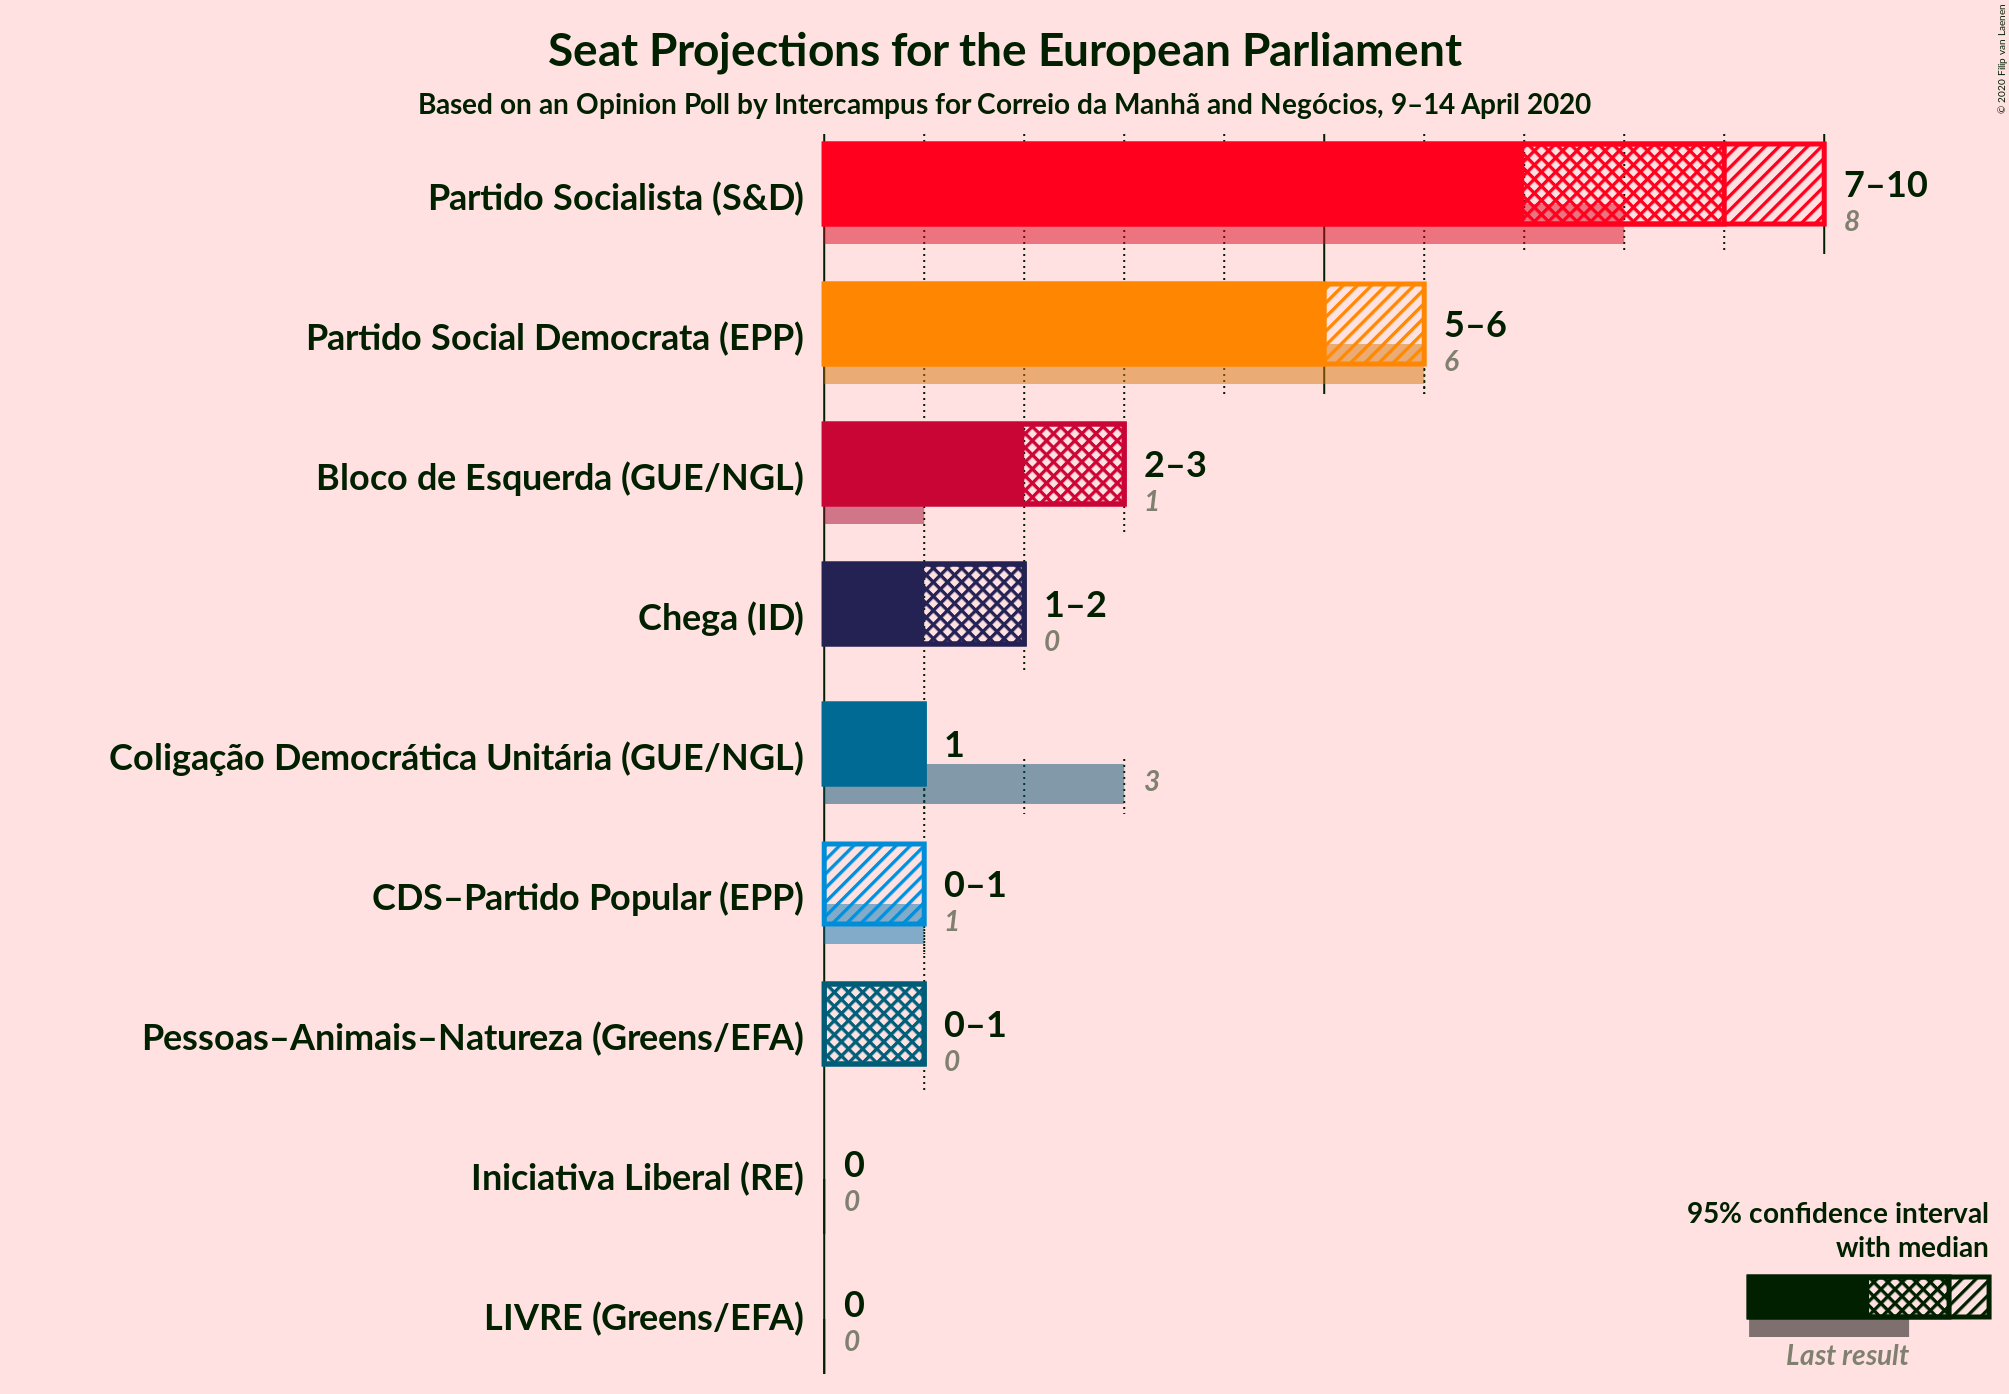 Seat Projections for the European Parliament
Based on an Opinion Poll by Intercampus for Correio da Manhã and Negócios, 9–14 April 2020
© 2020 Filip van Laenen
Partido Socialista (S&D)
7–10
8
Partido Social Democrata (EPP)
5–6
6
Bloco de Esquerda (GUE/NGL)
2–3
1
Chega (ID)
1–2
0
Coligação Democrática Unitária (GUE/NGL)
1
3
CDS–Partido Popular (EPP)
0–1
1
Pessoas–Animais–Natureza (Greens/EFA)
0–1
0
Iniciativa Liberal (RE)
0
0
LIVRE (Greens/EFA)
0
0
95% confidence interval
with median
Last result